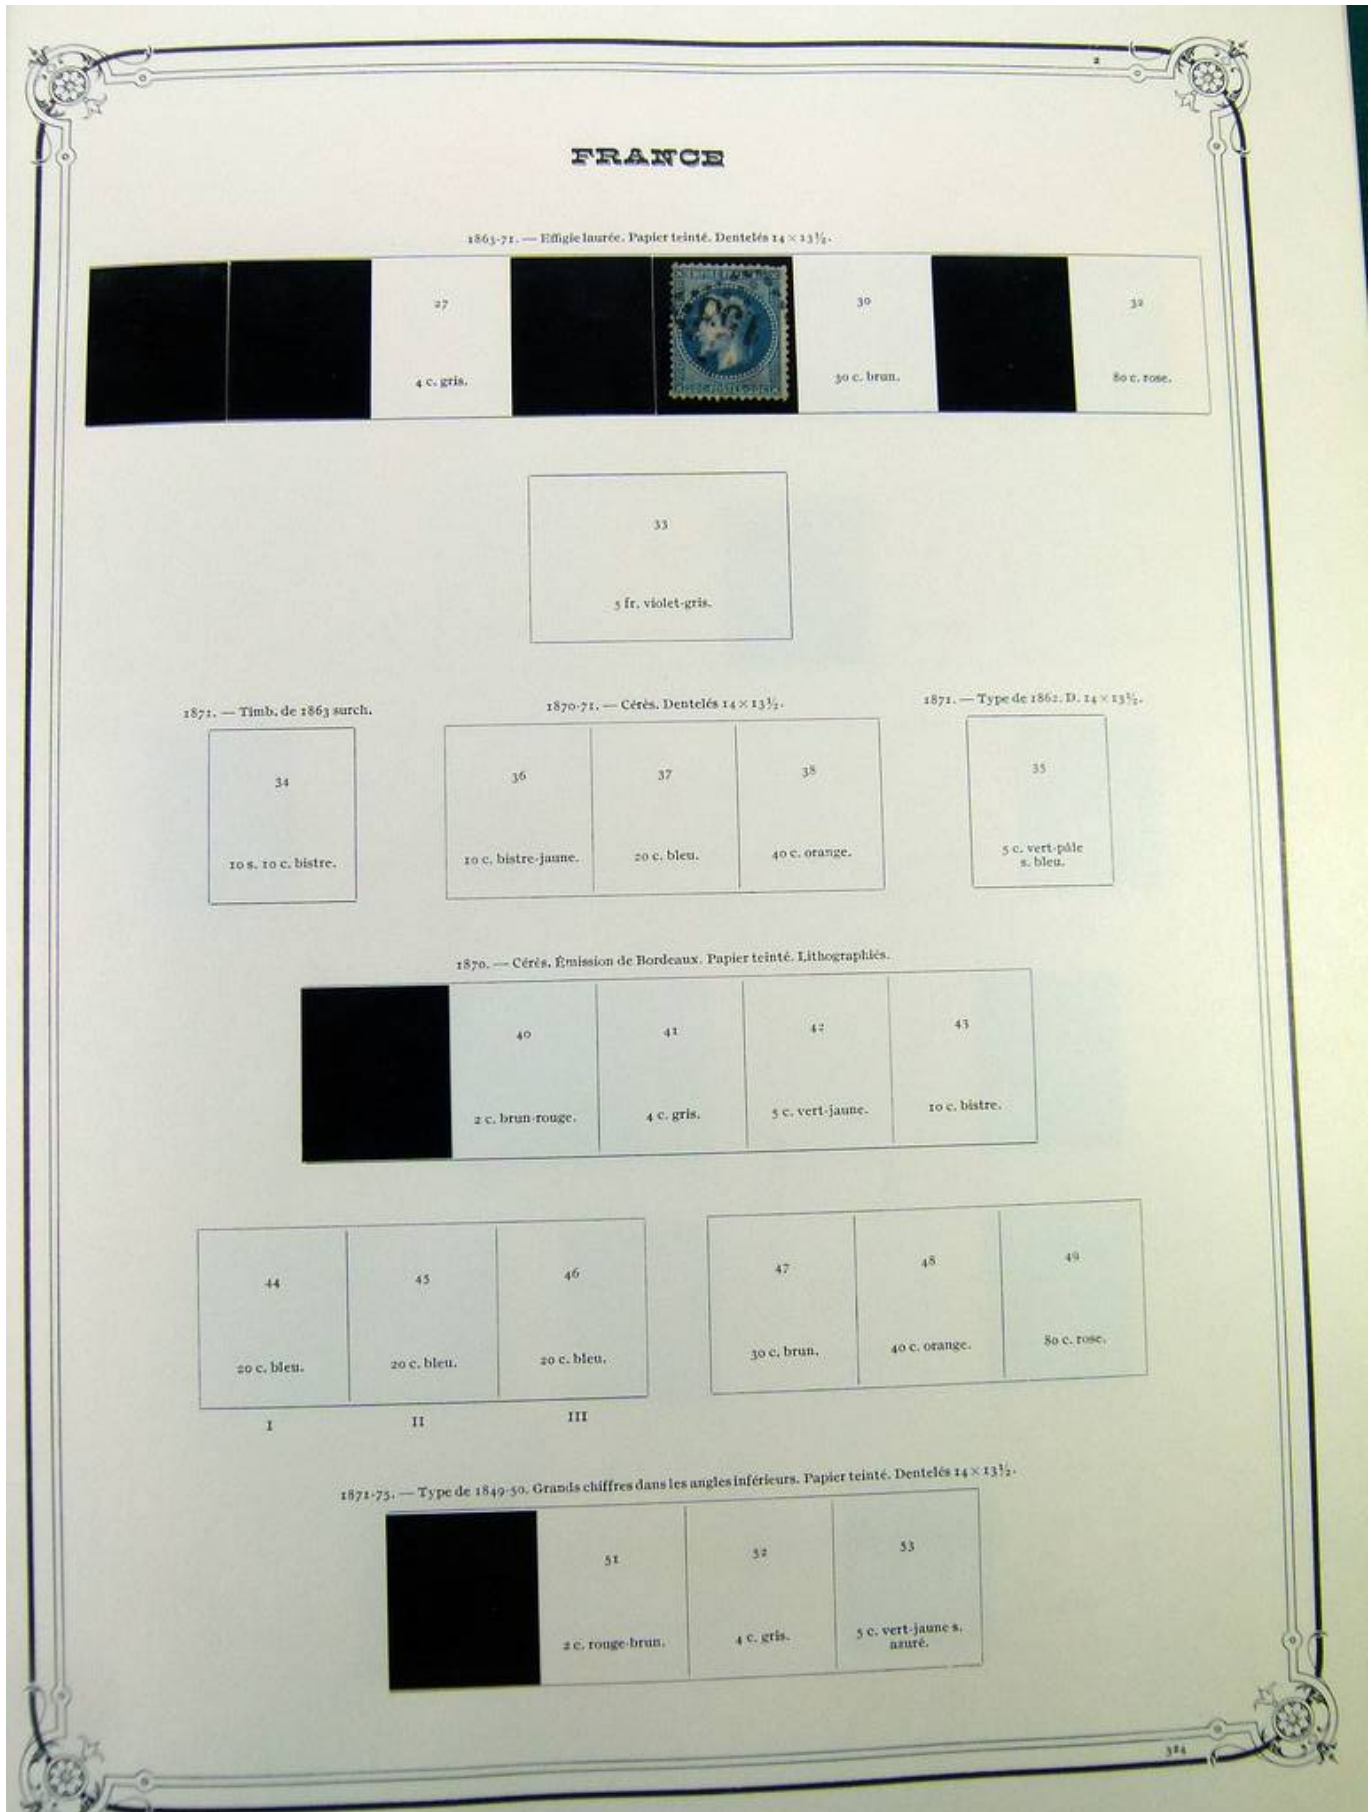 2
FRANCE
1863-71. — Effigie laurée. Papier teinté. Dentelés 14 × 13½.
27
4 c. gris.
30
30 c. brun.
32
80 c. rose.
33
5 fr. violet-gris.
1871. — Timb. de 1863 surch.
34
10 s. 10 c. bistre.
1870-71. — Cérès. Dentelés 14 × 13½.
36
10 c. bistre-jaune.
37
20 c. bleu.
38
40 c. orange.
1871. — Type de 1862. D. 14 × 13½.
35
5 c. vert-pâle
s. bleu.
1870. — Cérès. Émission de Bordeaux. Papier teinté. Lithographiés.
40
2 c. brun-rouge.
41
4 c. gris.
42
5 c. vert-jaune.
43
10 c. bistre.
44
20 c. bleu.
I
45
20 c. bleu.
II
46
20 c. bleu.
III
47
30 c. brun.
48
40 c. orange.
49
80 c. rose.
1871-75. — Type de 1849-50. Grands chiffres dans les angles inférieurs. Papier teinté. Dentelés 14 × 13½.
51
2 c. rouge-brun.
52
4 c. gris.
53
5 c. vert-jaune s.
azuré.
324